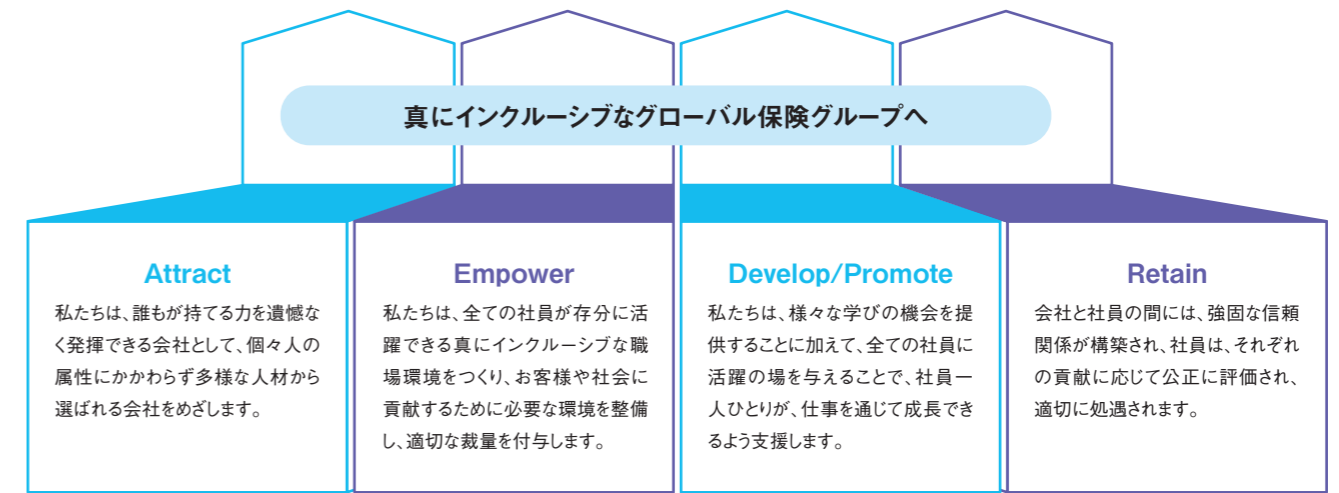 真にインクルーシブなグローバル保険グループへ
Attract
私たちは、誰もが持てる力を遺憾な
く発揮できる会社として、個々人の
属性にかかわらず多様な人材から
選ばれる会社をめざします。
Empower
私たちは、全ての社員が存分に活
躍できる真にインクルーシブな職
場環境をつくり、お客様や社会に
貢献するために必要な環境を整備
し、適切な裁量を付与します。
Develop/Promote
私たちは、様々な学びの機会を提
供することに加えて、全ての社員に
活躍の場を与えることで、社員一
人ひとりが、仕事を通じて成長でき
るよう支援します。
Retain
会社と社員の間には、強固な信頼
関係が構築され、社員は、それぞれ
の貢献に応じて公正に評価され、
適切に処遇されます。